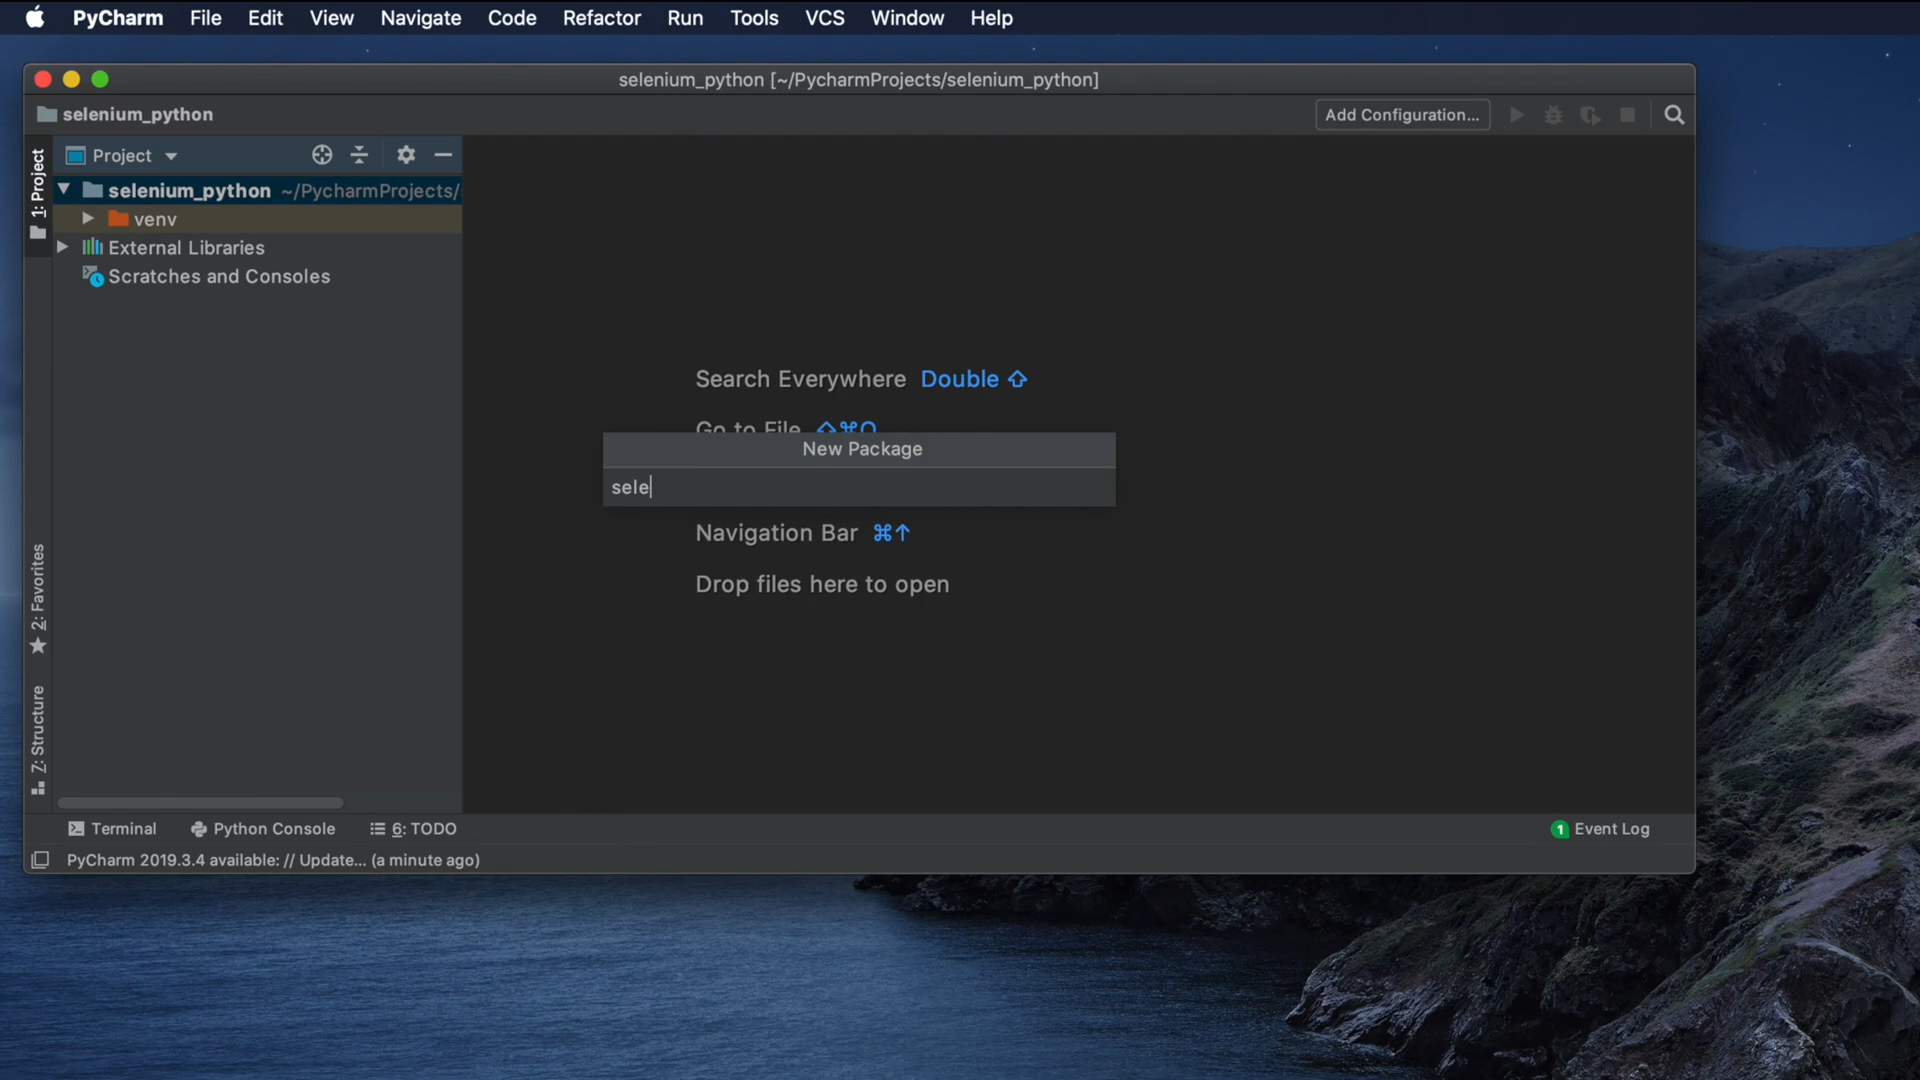 PyCharm File Edit View Navigate Code Refactor Run Tools VCS Window Help
selenium_python [~/PycharmProjects/selenium_python]
selenium_python
Add Configuration...
Project
1: Project
selenium_python ~/PycharmProjects/
venv
External Libraries
Scratches and Consoles
Search Everywhere Double ⇧
Go to File ⇧⌘O
New Package
sele
Navigation Bar ⌘↑
Drop files here to open
2: Favorites
7: Structure
Terminal Python Console 6: TODO
1 Event Log
PyCharm 2019.3.4 available: // Update... (a minute ago)